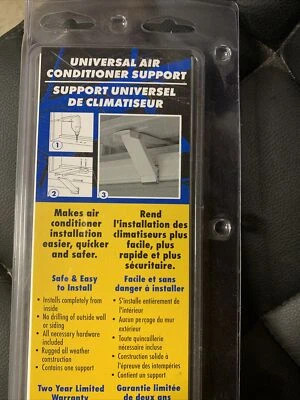 UNIVERSAL AIR
CONDITIONER SUPPORT
SUPPORT UNIVERSEL
DE CLIMATISEUR
1
2
3
Makes air
conditioner
installation
easier, quicker
and safer.
Safe & Easy
to Install
• Installs completely from
inside
• No drilling of outside wall
or siding
• All necessary hardware
included
• Rugged all weather
construction
• Contains one support
Two Year Limited
Warranty
Rend
l'installation des
climatiseurs plus
facile, plus
rapide et plus
sécuritaire.
Facile et sans
danger à installer
• S'installe entièrement de
l'intérieur
• Aucun perçage du mur
extérieur
• Toute quincaillerie
nécessaire incluse
• Construction solide à
l'épreuve des intempéries
• Contient un support
Garantie limitée
de deux ans